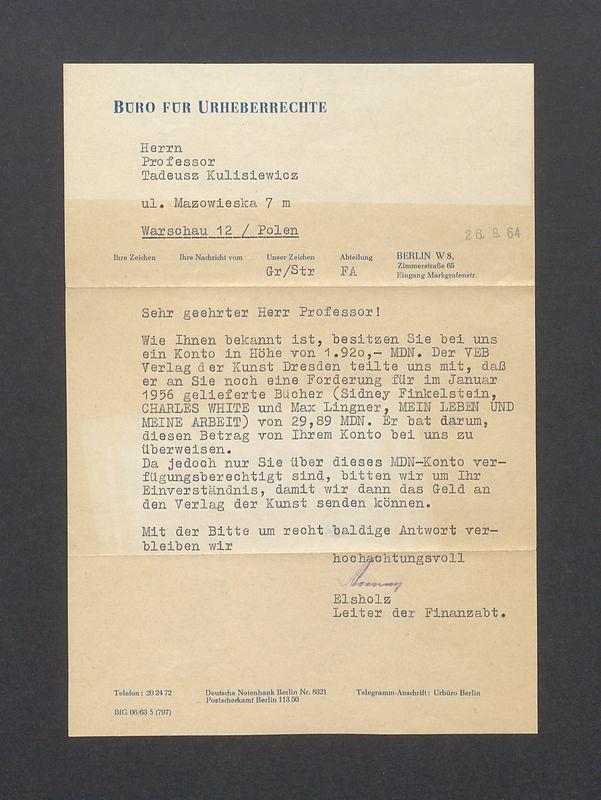 BÜRO FÜR URHEBERRECHTE
Herrn
Professor
Tadeusz Kulisiewicz
ul. Mazowieska 7 m
Warschau 12 / Polen
28. 9. 64
Ihre Zeichen Ihre Nachricht vom Unser Zeichen Abteilung BERLIN W 8,
Zimmerstraße 65
Gr/Str FA Eingang Markgrafenstr.
Sehr geehrter Herr Professor!
Wie Ihnen bekannt ist, besitzen Sie bei uns
ein Konto in Höhe von 1.920,- MDN. Der VEB
Verlag der Kunst Dresden teilte uns mit, daß
er an Sie noch eine Forderung für im Januar
1956 gelieferte Bücher (Sidney Finkelstein,
CHARLES WHITE und Max Lingner, MEIN LEBEN UND
MEINE ARBEIT) von 29,89 MDN. Er bat darum,
diesen Betrag von Ihrem Konto bei uns zu
überweisen.
Da jedoch nur Sie über dieses MDN-Konto ver-
fügungsberechtigt sind, bitten wir um Ihr
Einverständnis, damit wir dann das Geld an
den Verlag der Kunst senden können.
Mit der Bitte um recht baldige Antwort ver-
bleiben wir
hochachtungsvoll
Elsholz
Leiter der Finanzabt.
Telefon: 20 24 72 Deutsche Notenbank Berlin Nr. 8321 Telegramm-Anschrift: Urbüro Berlin
Postscheckamt Berlin 113 50
BfG 06/63 5 (797)